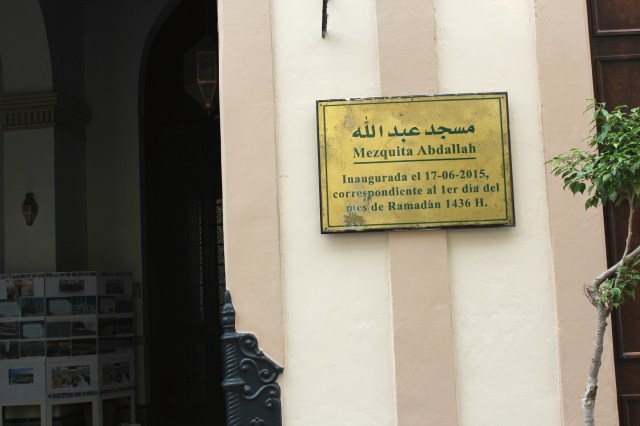 مسجد عبد الله
Mezquita Abdallah
Inaugurada el 17-06-2015,
correspondiente al 1er día del
mes de Ramadán 1436 H.